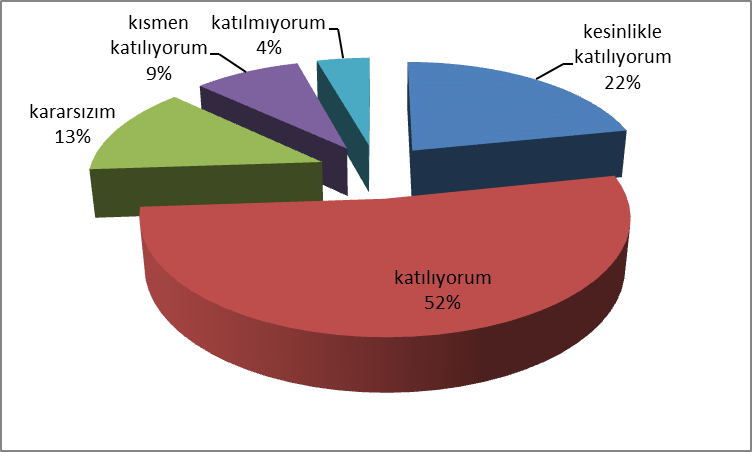 kısmen
katılıyorum
9%
katılmıyorum
4%
kesinlikle
katılıyorum
22%
kararsızım
13%
katılıyorum
52%